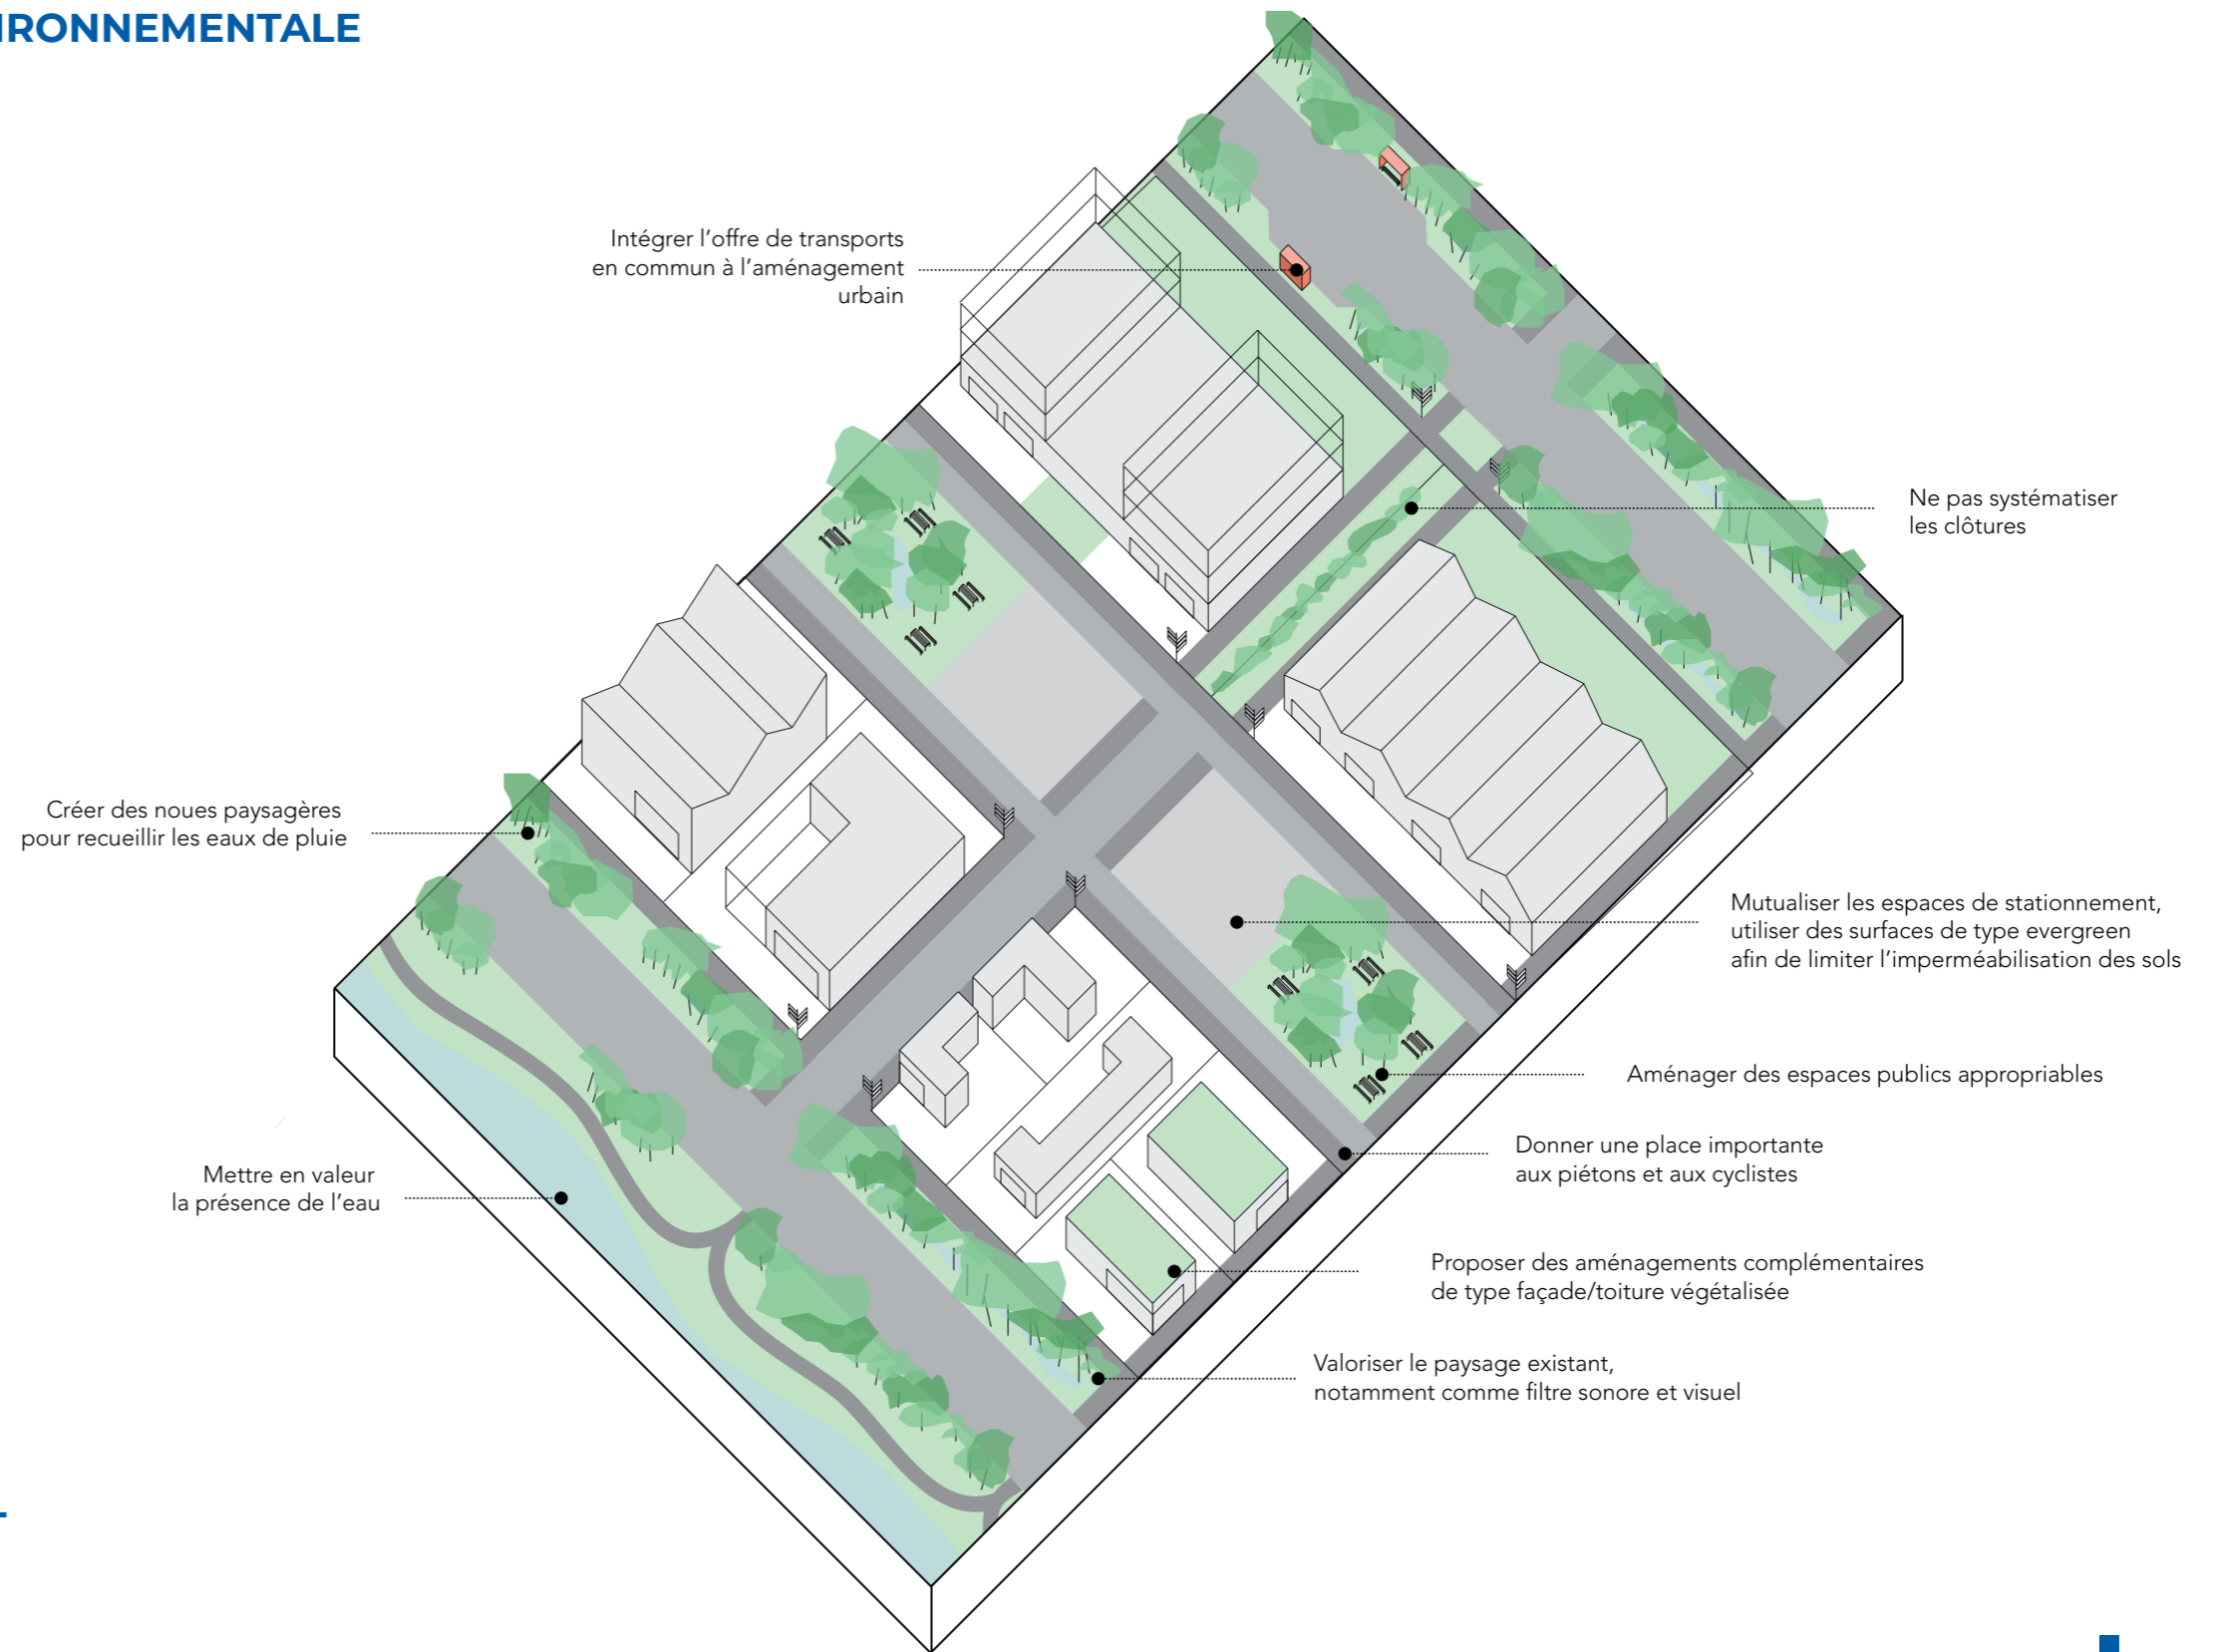 IRONNEMENTALE
Intégrer l’offre de transports
en commun à l’aménagement
urbain
Ne pas systématiser
les clôtures
Créer des noues paysagères
pour recueillir les eaux de pluie
Mutualiser les espaces de stationnement,
utiliser des surfaces de type evergreen
afin de limiter l’imperméabilisation des sols
Aménager des espaces publics appropriables
Mettre en valeur
la présence de l’eau
Donner une place importante
aux piétons et aux cyclistes
Proposer des aménagements complémentaires
de type façade/toiture végétalisée
Valoriser le paysage existant,
notamment comme filtre sonore et visuel